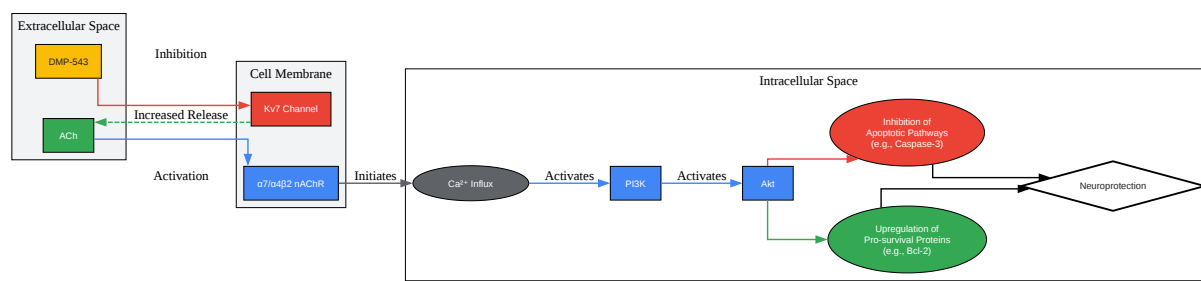 Extracellular Space
DMP-543
ACh
Inhibition
Increased Release
Activation
Cell Membrane
Kv7 Channel
α7/α4β2 nAChR
Initiates
Intracellular Space
Ca²⁺ Influx
Activates
PI3K
Activates
Akt
Inhibition of
Apoptotic Pathways
(e.g., Caspase-3)
Upregulation of
Pro-survival Proteins
(e.g., Bcl-2)
Neuroprotection